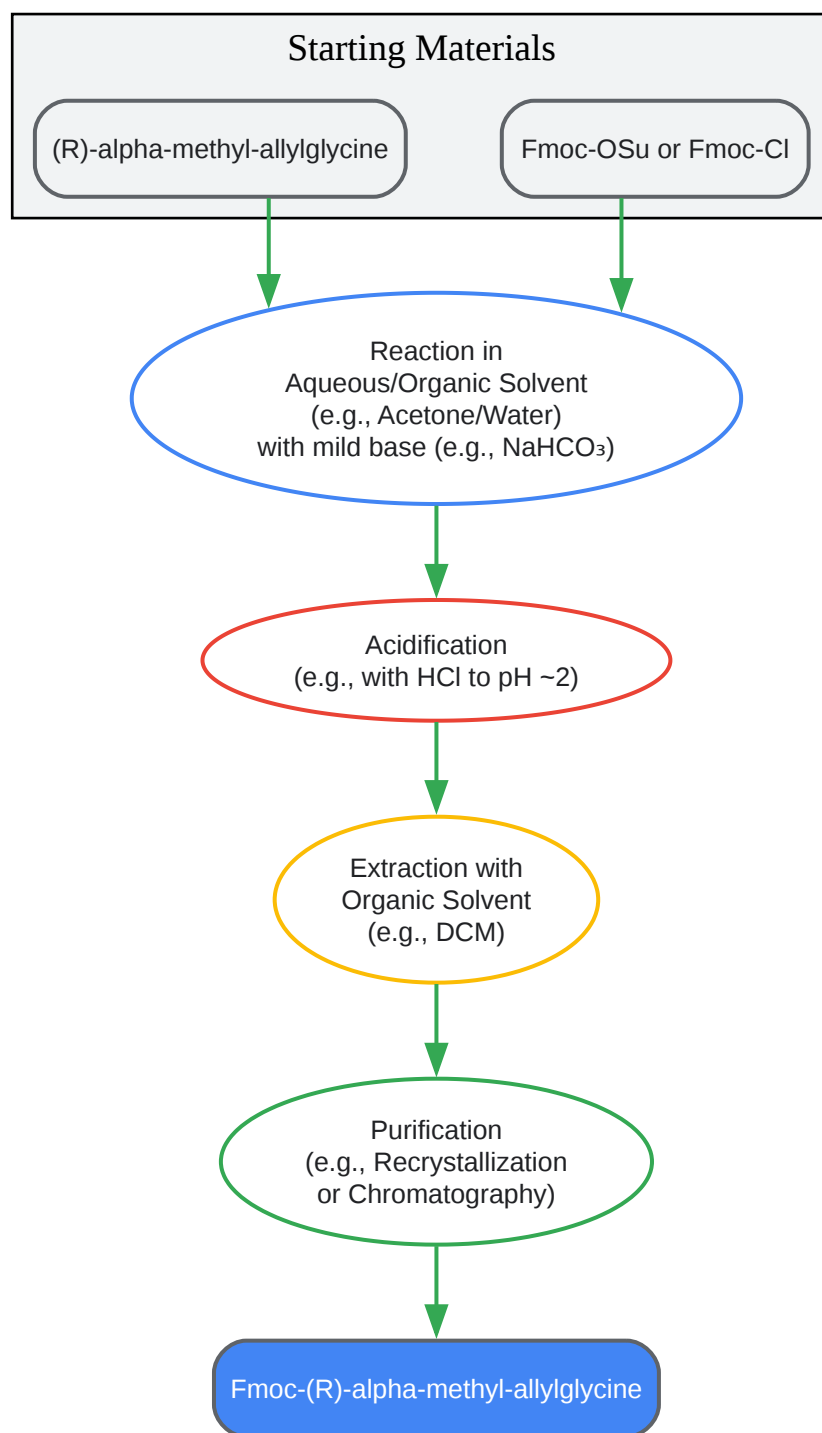 Starting Materials
(R)-alpha-methyl-allylglycine
Fmoc-OSu or Fmoc-Cl
Reaction in
Aqueous/Organic Solvent
(e.g., Acetone/Water)
with mild base (e.g., NaHCO₃)
Acidification
(e.g., with HCl to pH ~2)
Extraction with
Organic Solvent
(e.g., DCM)
Purification
(e.g., Recrystallization
or Chromatography)
Fmoc-(R)-alpha-methyl-allylglycine